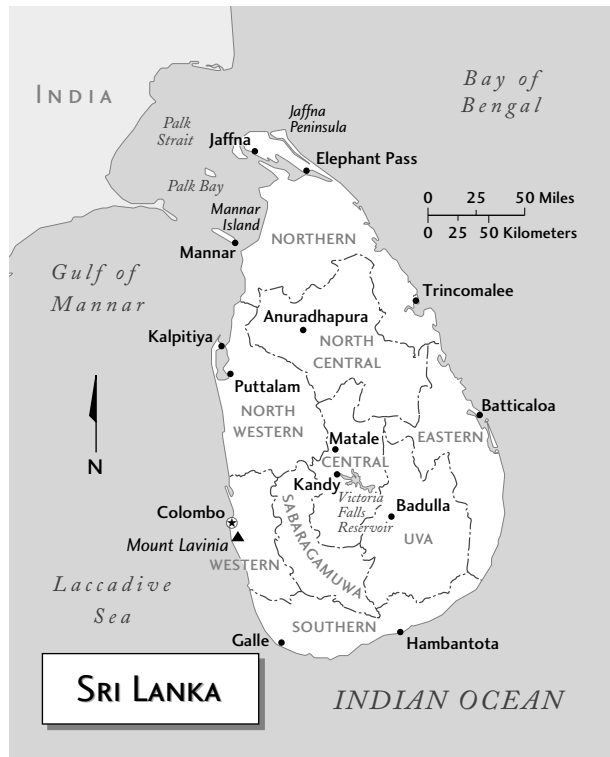 INDIA
Bay of
Bengal
Palk
Strait
Jaffna
Peninsula
Jaffna
Elephant Pass
Palk Bay
0 25 50 Miles
0 25 50 Kilometers
Mannar
Island
NORTHERN
Mannar
Gulf of
Mannar
Trincomalee
Anuradhapura
Kalpitiya
NORTH
CENTRAL
Puttalam
NORTH
WESTERN
Batticaloa
EASTERN
Matale
CENTRAL
N
Kandy
Victoria
Falls
Reservoir
Badulla
SABARAGAMUWA
Colombo
UVA
Mount Lavinia
WESTERN
Laccadive
Sea
SOUTHERN
Galle
Hambantota
SRI LANKA
INDIAN OCEAN